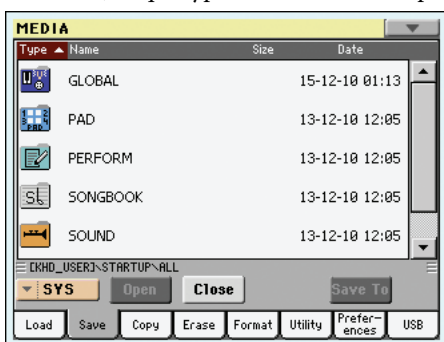 MEDIA
Type Name Size Date
GLOBAL 15-12-10 01:13
PAD 13-12-10 12:05
PERFORM 13-12-10 12:05
SONGBOOK 13-12-10 12:05
SOUND 13-12-10 12:05
[KHD_USER]\STARTUP\ALL
SYS Open Close Save To
Load Save Copy Erase Format Utility Prefer-
ences USB